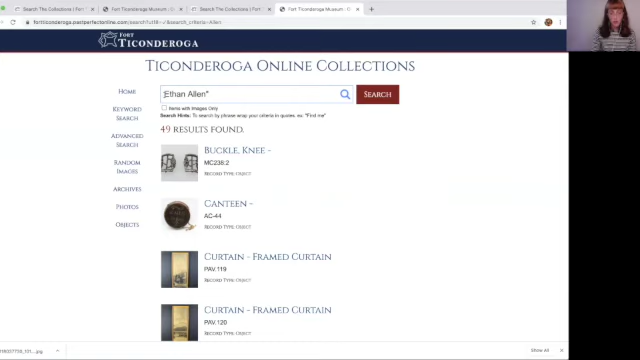 Search The Collections | Fort T
Fort Ticonderoga Museum: O
Search the Collections | Fort T
Fort Ticonderoga Museum: O
fortticonderoga.pastperfectonline.com/search?utf8=✓&search_criteria=Allen
FORT
TICONDEROGA
Ticonderoga Online Collections
Home
Keyword Search
Advanced Search
Random Images
Archives
Photos
Objects
"Ethan Allen"
Search
Items with Images Only
Search Hints: To search by phrase wrap your criteria in quotes. ex: "Find me"
49 results found.
Buckle, Knee -
MC238.2
Record Type: Object
Canteen -
AC-44
Record Type: Object
Curtain - Framed Curtain
PAV.119
Record Type: Object
Curtain - Framed Curtain
PAV.120
Record Type: Object
Show All